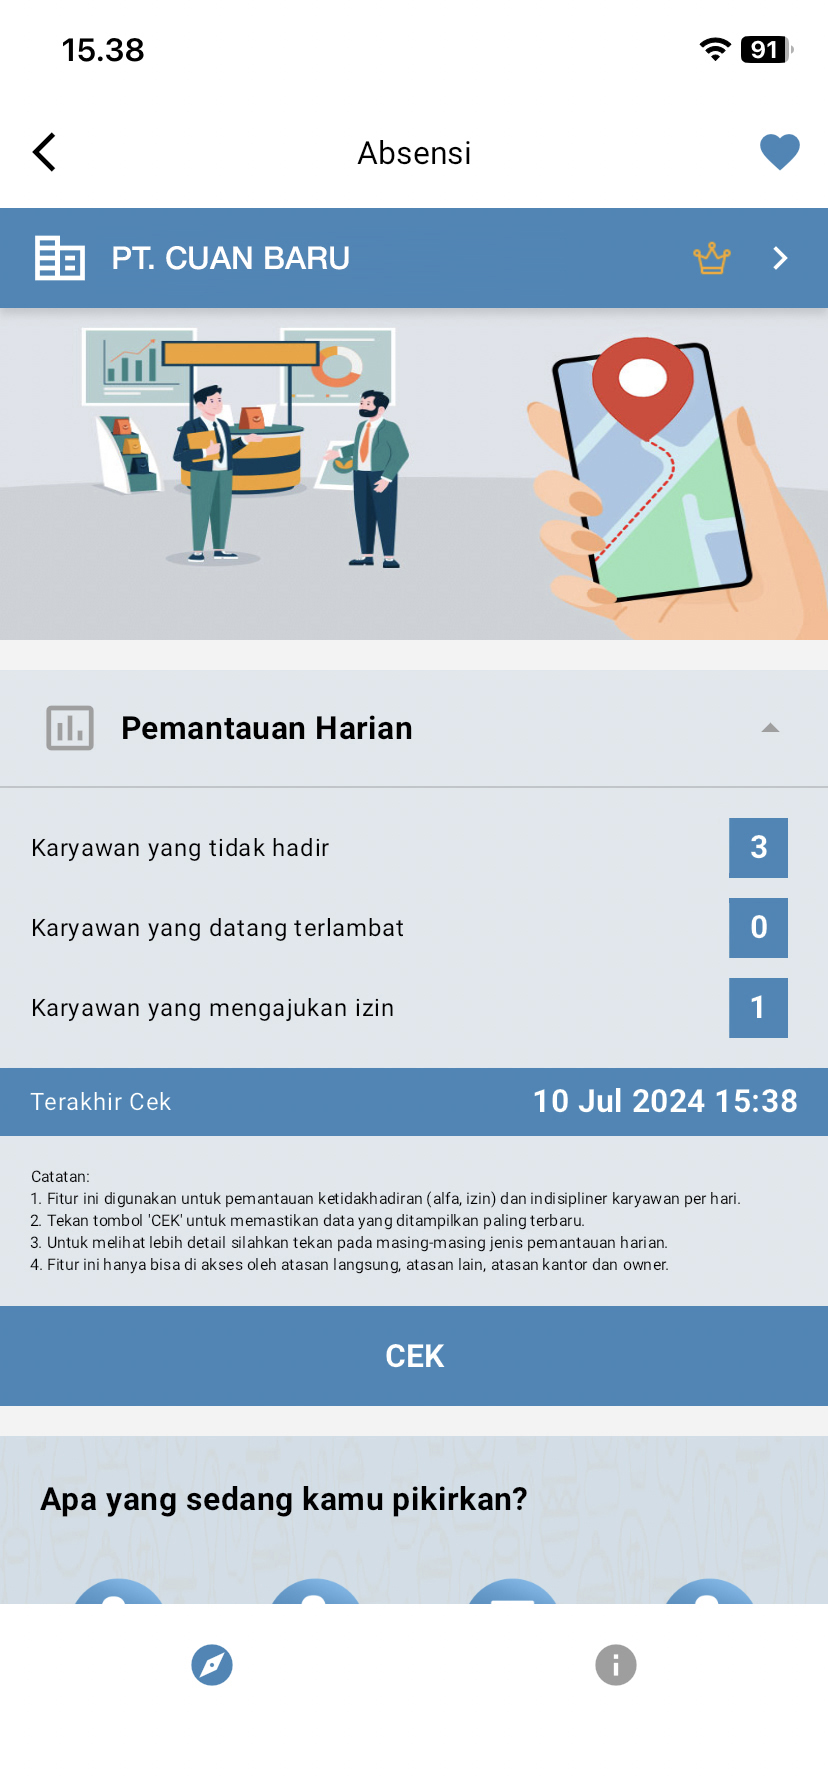 15.38
91
Absensi
PT. CUAN BARU
Pemantauan Harian
Karyawan yang tidak hadir
3
Karyawan yang datang terlambat
0
Karyawan yang mengajukan izin
1
Terakhir Cek
10 Jul 2024 15:38
Catatan:
1. Fitur ini digunakan untuk pemantauan ketidakhadiran (alfa, izin) dan indisipliner karyawan per hari.
2. Tekan tombol 'CEK' untuk memastikan data yang ditampilkan paling terbaru.
3. Untuk melihat lebih detail silahkan tekan pada masing-masing jenis pemantauan harian.
4. Fitur ini hanya bisa di akses oleh atasan langsung, atasan lain, atasan kantor dan owner.
CEK
Apa yang sedang kamu pikirkan?